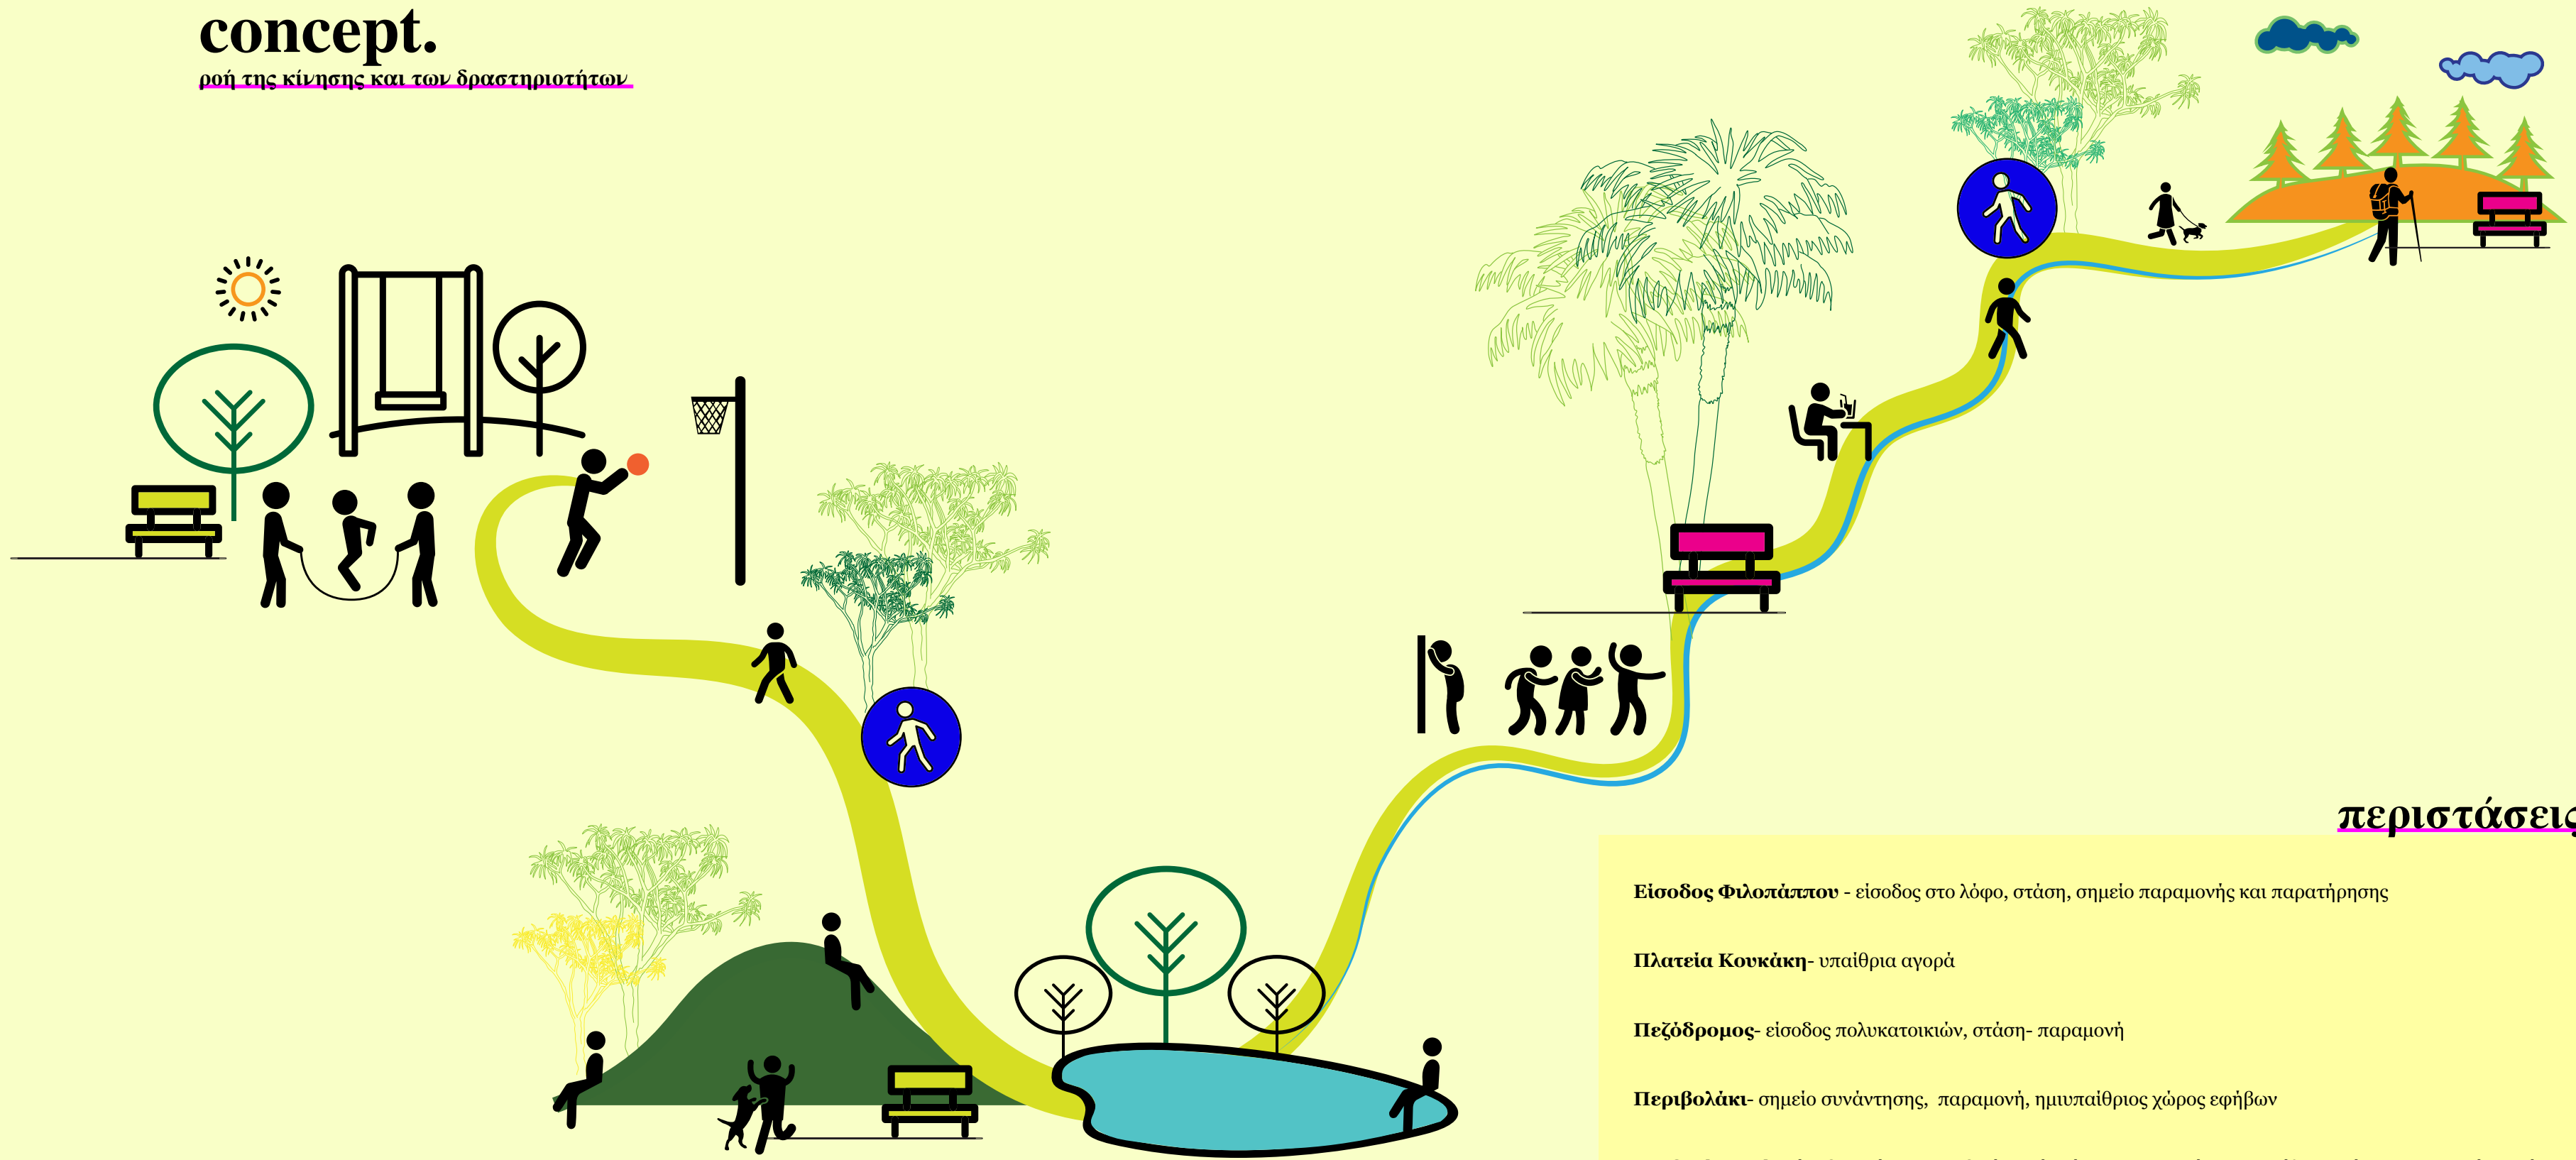 concept.
ροή της κίνησης και των δραστηριοτήτων
περιστάσεις
Είσοδος Φιλοπάππου - είσοδος στο λόφο, στάση, σημείο παραμονής και παρατήρησης
Πλατεία Κουκάκη- υπαίθρια αγορά
Πεζόδρομος- είσοδος πολυκατοικιών, στάση- παραμονή
Περιβολάκι- σημείο συνάντησης,  παραμονή, ημιυπαίθριος χώρος εφήβων